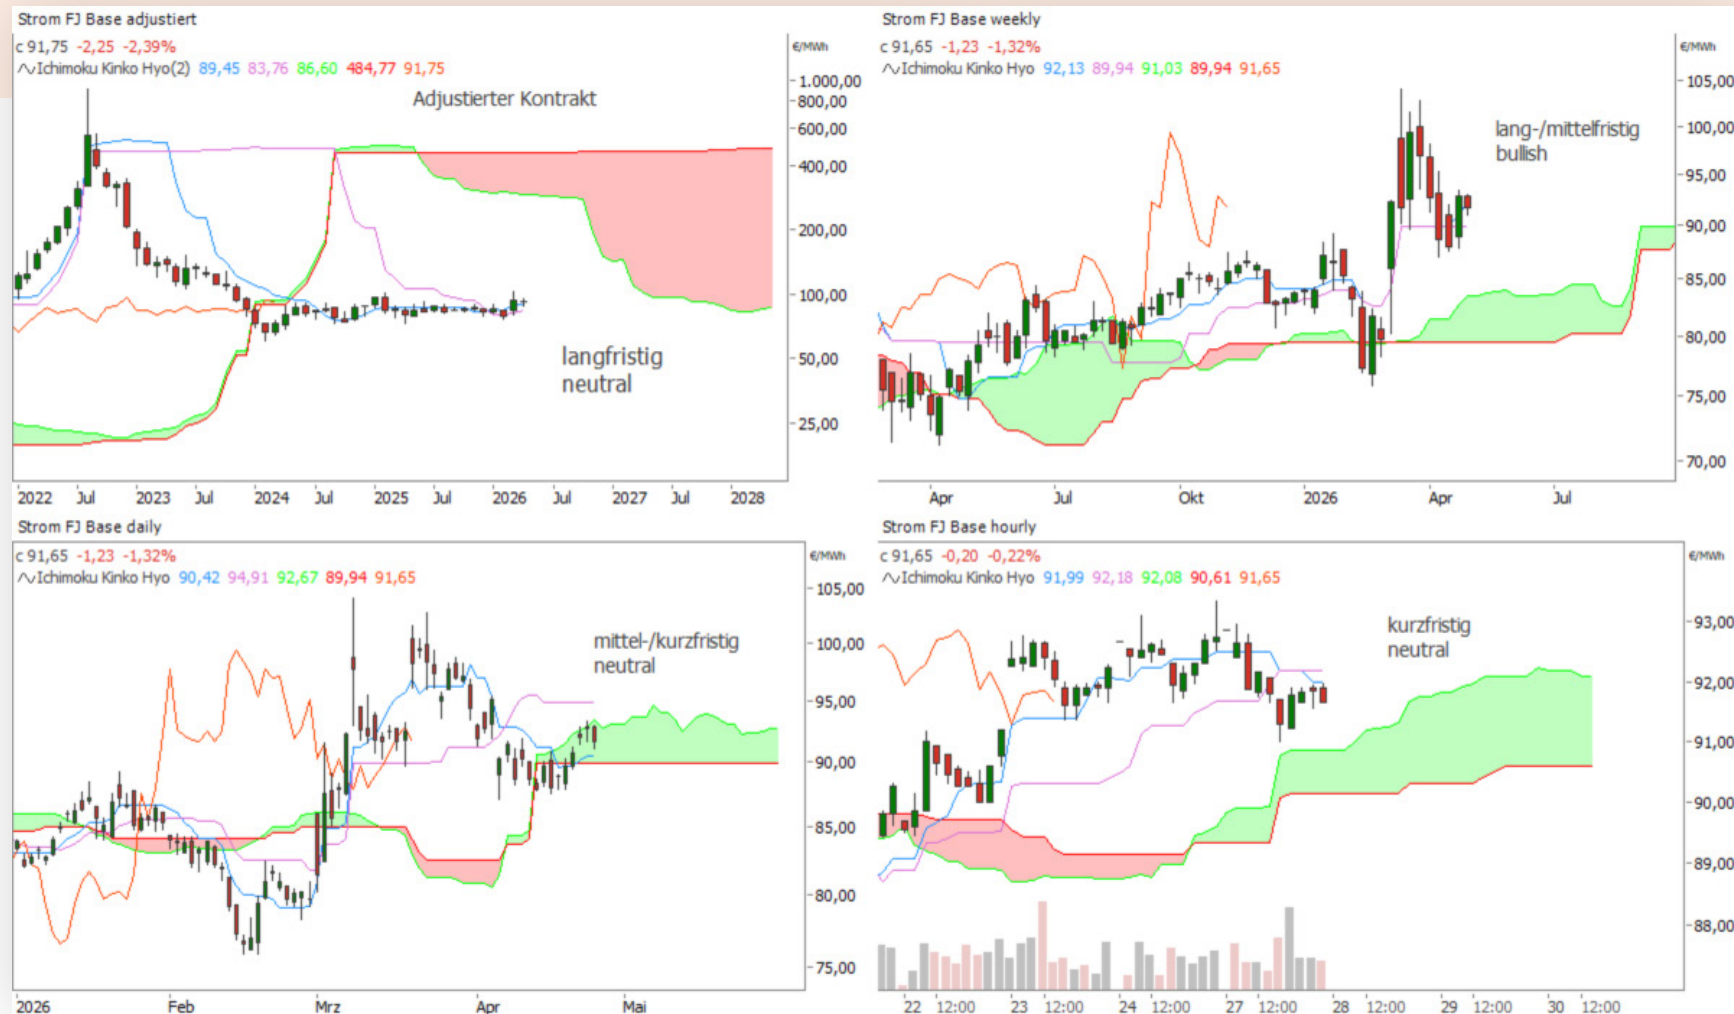 Strom FJ Base adjustiert
c 91,75 -2,25 -2,39%
€/MWh
Ichimoku Kinko Hyo(2) 89,45 83,76 86,60 484,77 91,75
Adjustierter Kontrakt
langfristig
neutral
1.000,00
800,00
600,00
400,00
200,00
100,00
50,00
25,00
2022 Jul 2023 Jul 2024 Jul 2025 Jul 2026 Jul 2027 Jul 2028
Strom FJ Base weekly
c 91,65 -1,23 -1,32%
€/MWh
Ichimoku Kinko Hyo 92,13 89,94 91,03 89,94 91,65
lang-/mittelfristig
bullish
105,00
100,00
95,00
90,00
85,00
80,00
75,00
70,00
Apr Jul Okt 2026 Apr Jul
Strom FJ Base daily
c 91,65 -1,23 -1,32%
€/MWh
Ichimoku Kinko Hyo 90,42 94,91 92,67 89,94 91,65
mittel-/kurzfristig
neutral
105,00
100,00
95,00
90,00
85,00
80,00
75,00
2026 Feb Mrz Apr Mai
Strom FJ Base hourly
c 91,65 -0,20 -0,22%
€/MWh
Ichimoku Kinko Hyo 91,99 92,18 92,08 90,61 91,65
kurzfristig
neutral
93,00
92,00
91,00
90,00
89,00
88,00
22 12:00 23 12:00 24 12:00 27 12:00 28 12:00 29 12:00 30 12:00